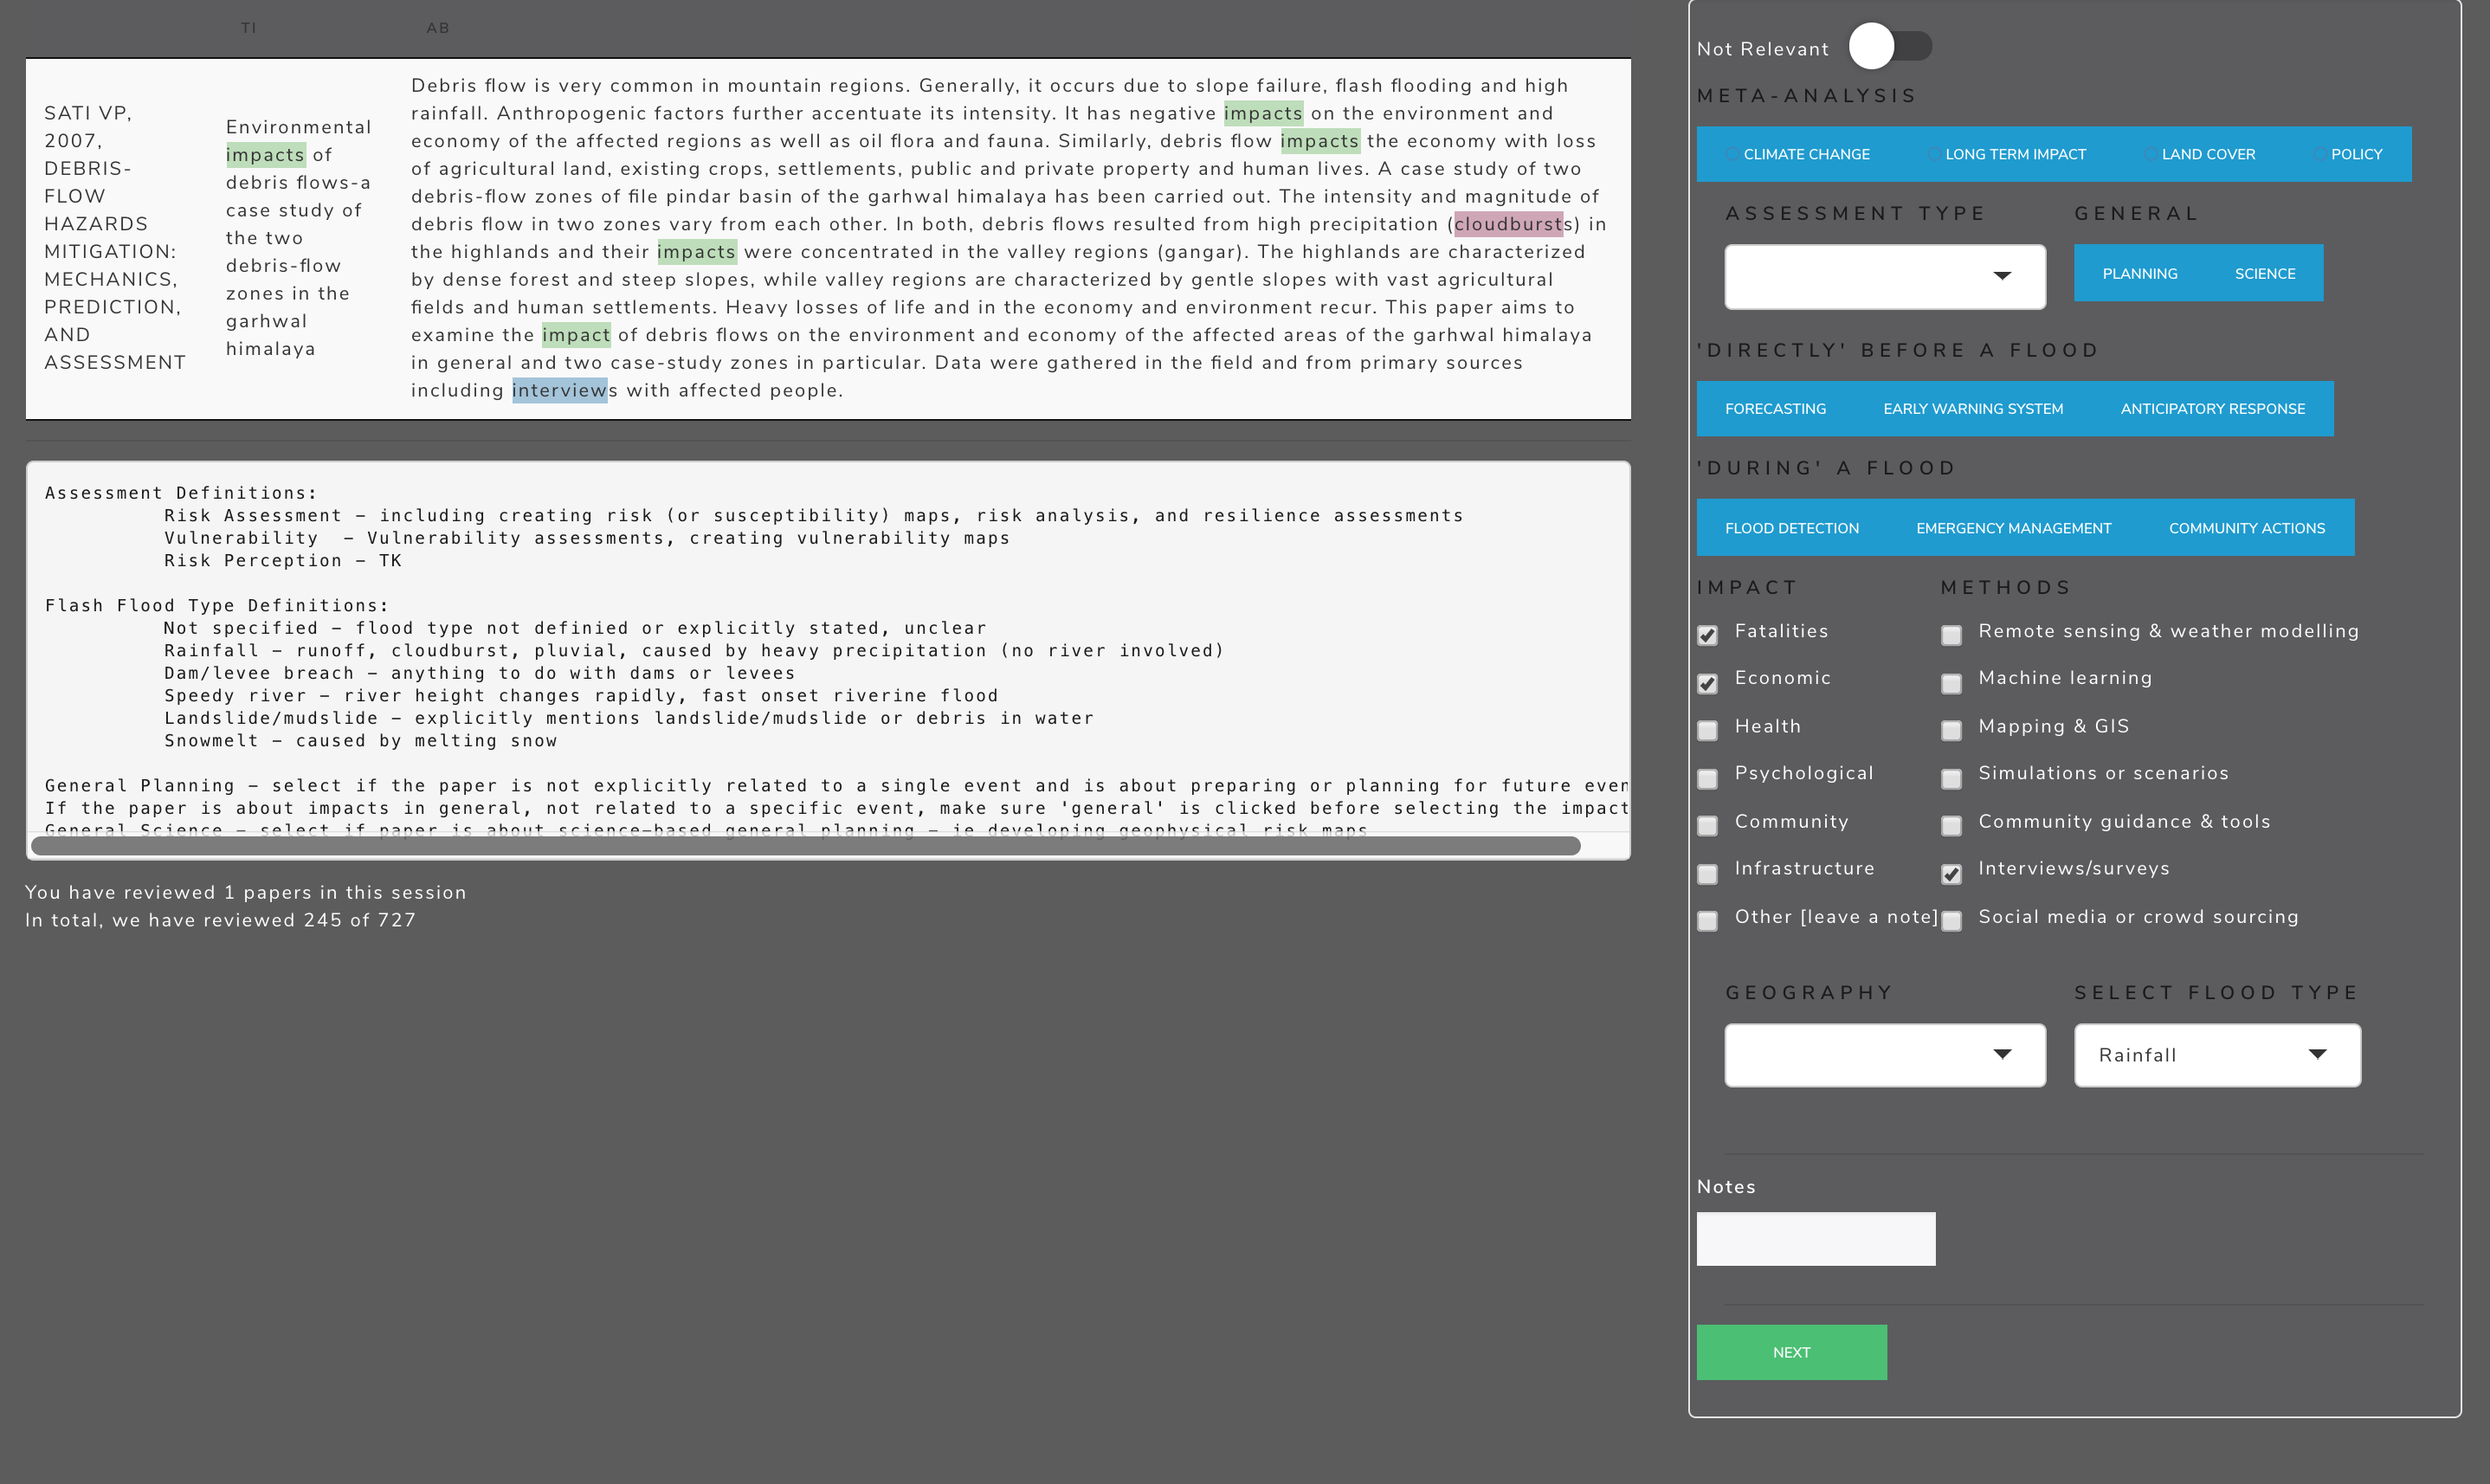 TI AB
SATI VP,
2007,
DEBRIS-
FLOW
HAZARDS
MITIGATION:
MECHANICS,
PREDICTION,
AND
ASSESSMENT
Environmental
impacts of
debris flows-a
case study of
the two
debris-flow
zones in the
garhwal
himalaya
Debris flow is very common in mountain regions. Generally, it occurs due to slope failure, flash flooding and high
rainfall. Anthropogenic factors further accentuate its intensity. It has negative impacts on the environment and
economy of the affected regions as well as oil flora and fauna. Similarly, debris flow impacts the economy with loss
of agricultural land, existing crops, settlements, public and private property and human lives. A case study of two
debris-flow zones of file pindar basin of the garhwal himalaya has been carried out. The intensity and magnitude of
debris flow in two zones vary from each other. In both, debris flows resulted from high precipitation (cloudbursts) in
the highlands and their impacts were concentrated in the valley regions (gangar). The highlands are characterized
by dense forest and steep slopes, while valley regions are characterized by gentle slopes with vast agricultural
fields and human settlements. Heavy losses of life and in the economy and environment recur. This paper aims to
examine the impact of debris flows on the environment and economy of the affected areas of the garhwal himalaya
in general and two case-study zones in particular. Data were gathered in the field and from primary sources
including interviews with affected people.
Assessment Definitions:
Risk Assessment – including creating risk (or susceptibility) maps, risk analysis, and resilience assessments
Vulnerability – Vulnerability assessments, creating vulnerability maps
Risk Perception – TK
Flash Flood Type Definitions:
Not specified – flood type not definied or explicitly stated, unclear
Rainfall – runoff, cloudburst, pluvial, caused by heavy precipitation (no river involved)
Dam/levee breach – anything to do with dams or levees
Speedy river – river height changes rapidly, fast onset riverine flood
Landslide/mudslide – explicitly mentions landslide/mudslide or debris in water
Snowmelt – caused by melting snow
General Planning – select if the paper is not explicitly related to a single event and is about preparing or planning for future even
If the paper is about impacts in general, not related to a specific event, make sure 'general' is clicked before selecting the impact
General Science – select if paper is about science-based general planning – ie developing geophysical risk maps
You have reviewed 1 papers in this session
In total, we have reviewed 245 of 727
Not Relevant
META-ANALYSIS
CLIMATE CHANGE LONG TERM IMPACT LAND COVER POLICY
ASSESSMENT TYPE GENERAL
PLANNING SCIENCE
'DIRECTLY' BEFORE A FLOOD
FORECASTING EARLY WARNING SYSTEM ANTICIPATORY RESPONSE
'DURING' A FLOOD
FLOOD DETECTION EMERGENCY MANAGEMENT COMMUNITY ACTIONS
IMPACT METHODS
Fatalities Remote sensing & weather modelling
Economic Machine learning
Health Mapping & GIS
Psychological Simulations or scenarios
Community Community guidance & tools
Infrastructure Interviews/surveys
Other [leave a note] Social media or crowd sourcing
GEOGRAPHY SELECT FLOOD TYPE
Rainfall
Notes
NEXT